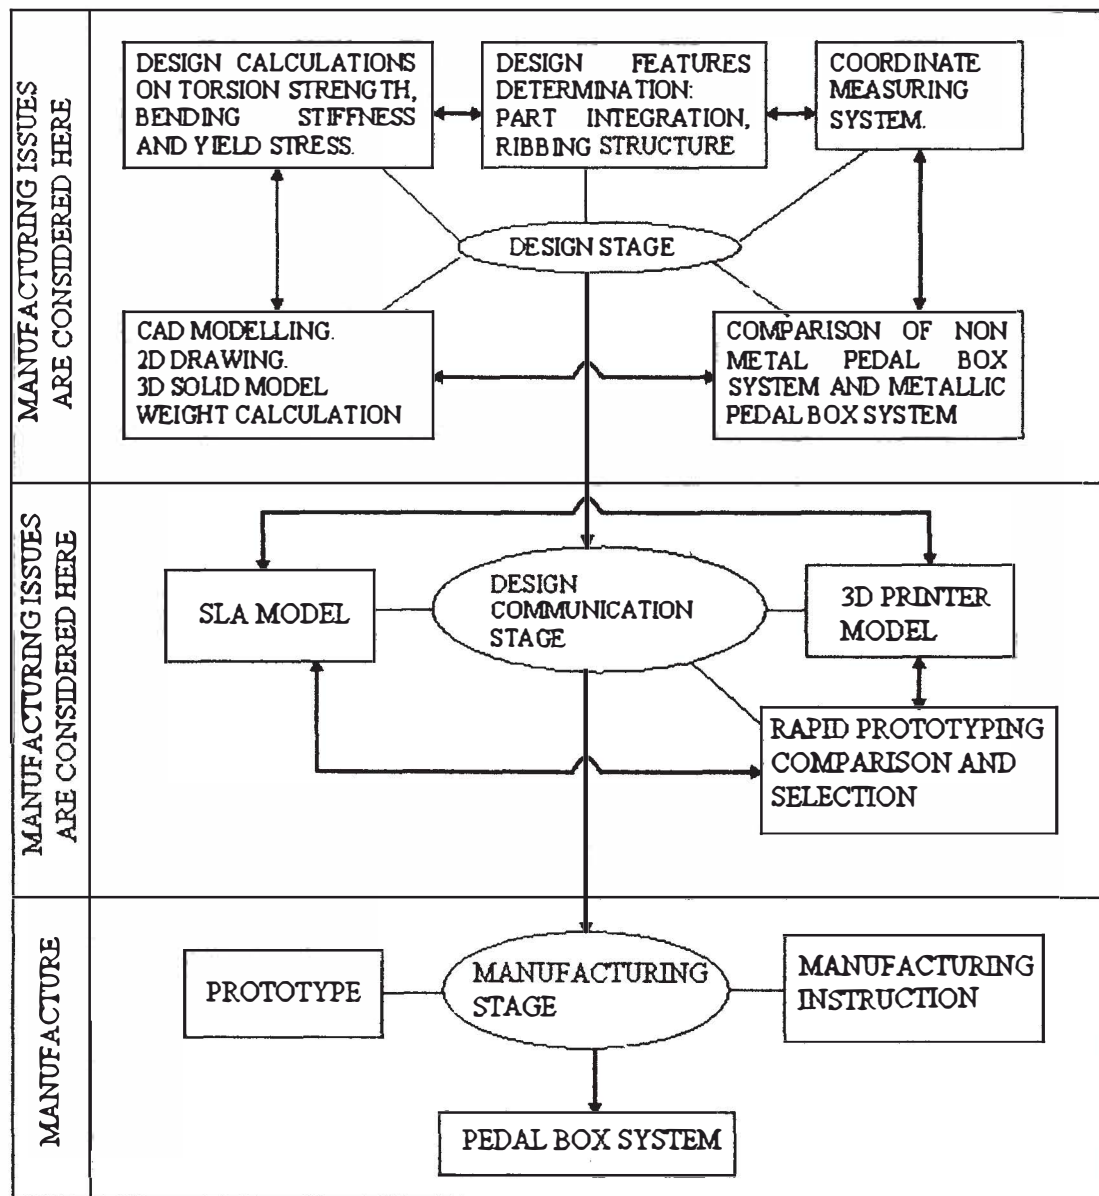 MANUFACTURING ISSUES
ARE CONSIDERED HERE
DESIGN CALCULATIONS
ON TORSION STRENGTH,
BENDING STIFFNESS
AND YIELD STRESS.
DESIGN FEATURES
DETERMINATION:
PART INTEGRATION,
RIBBING STRUCTURE
COORDINATE
MEASURING
SYSTEM.
DESIGN STAGE
CAD MODELLING.
2D DRAWING.
3D SOLID MODEL
WEIGHT CALCULATION
COMPARISON OF NON
METAL PEDAL BOX
SYSTEM AND METALLIC
PEDAL BOX SYSTEM
MANUFACTURING ISSUES
ARE CONSIDERED HERE
SLA MODEL
DESIGN
COMMUNICATION
STAGE
3D PRINTER
MODEL
RAPID PROTOTYPING
COMPARISON AND
SELECTION
MANUFACTURE
PROTOTYPE
MANUFACTURING
STAGE
MANUFACTURING
INSTRUCTION
PEDAL BOX SYSTEM